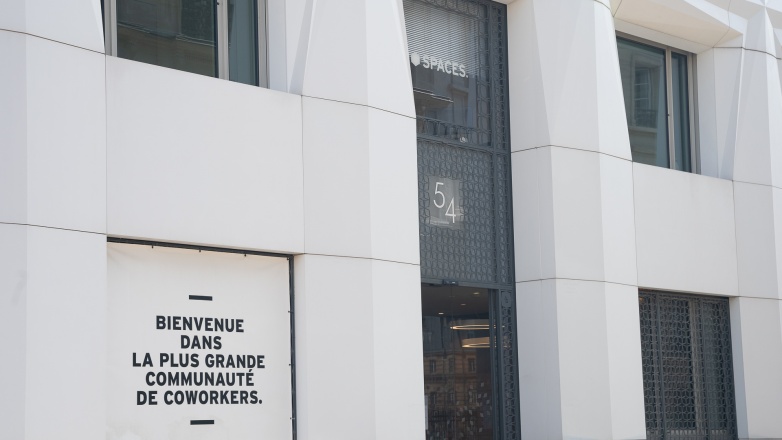 SPACES.
54
BIENVENUE
DANS
LA PLUS GRANDE
COMMUNAUTÉ
DE COWORKERS.